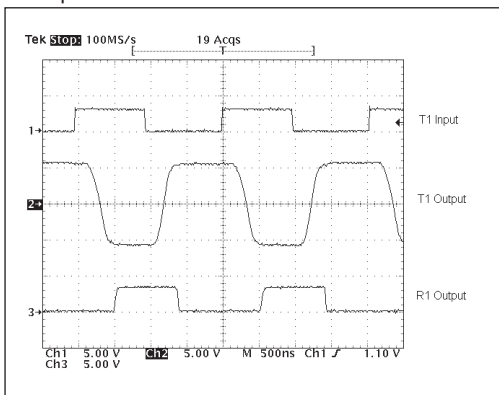 Tek Stop: 100MS/s 19 Acqs
T
T1 Input
1→
T1 Output
2→
R1 Output
3→
Ch1 5.00 V Ch2 5.00 V M 500ns Ch1 ∫ 1.10 V
Ch3 5.00 V